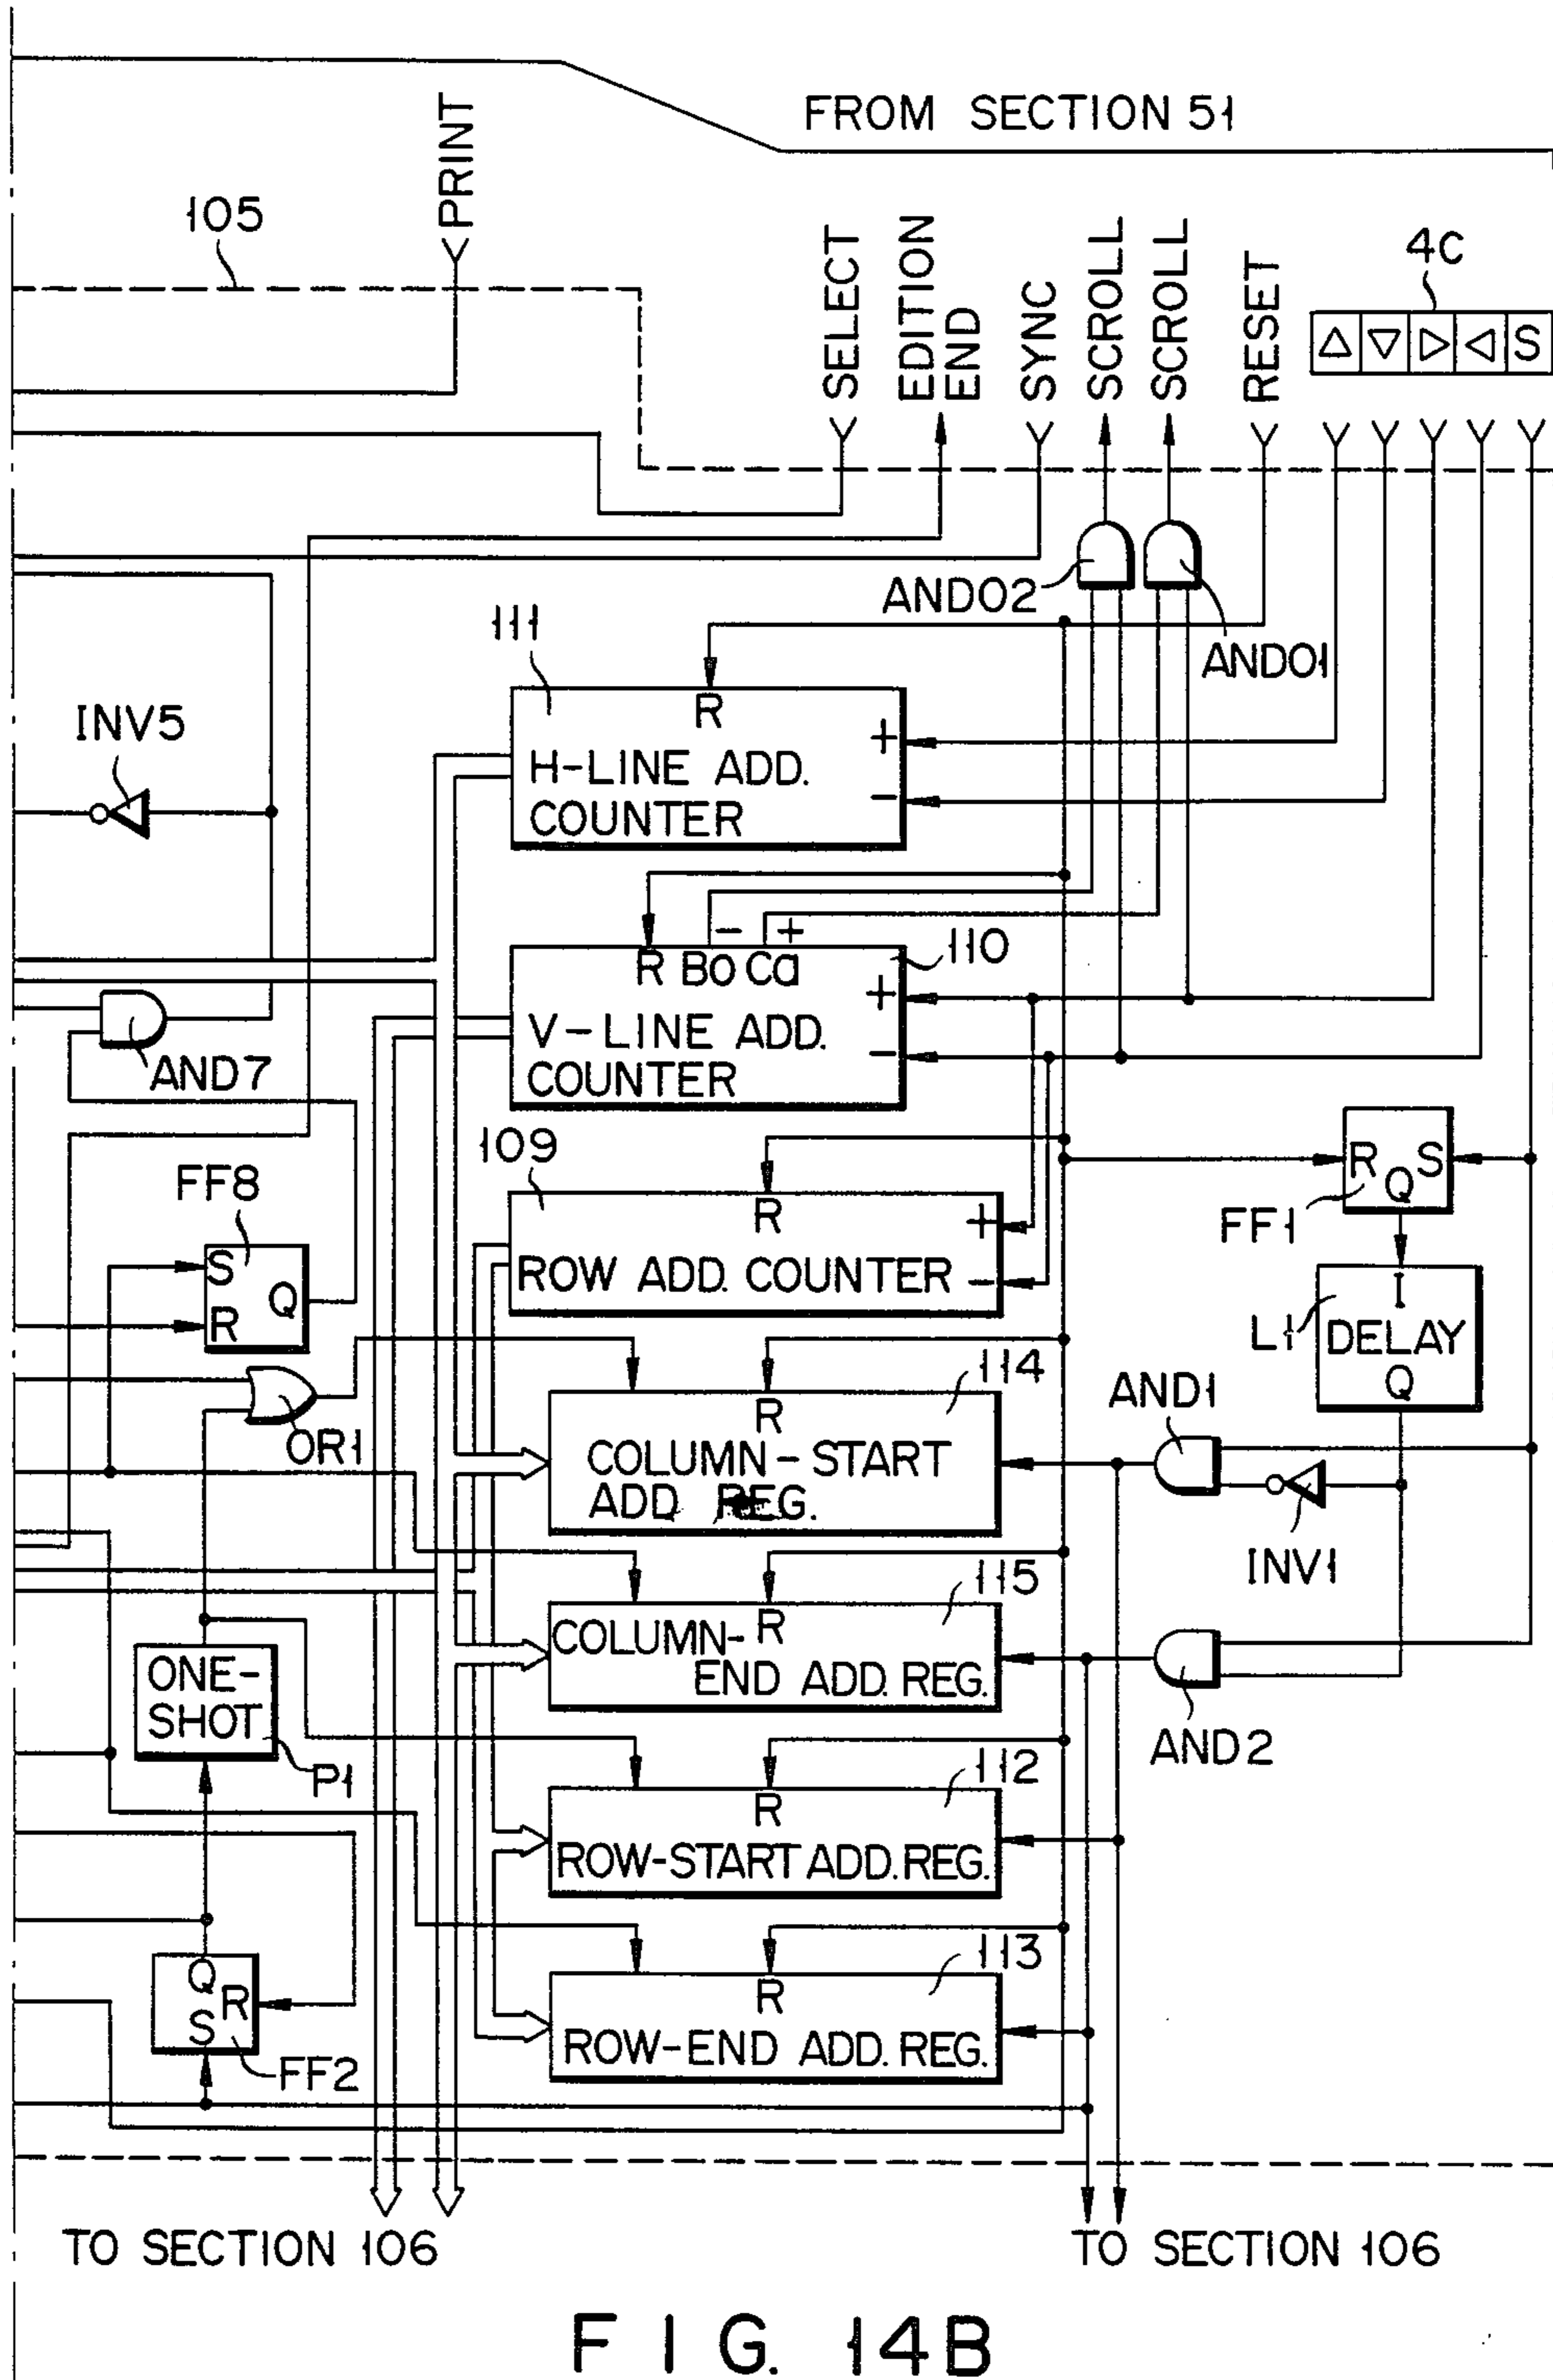 FROM SECTION 51
PRINT
105
SELECT
EDITION
END
SYNC
SCROLL
SCROLL
RESET
4C
S
AND02
AND01
111
R
+
H-LINE ADD.
-
COUNTER
INV5
- +
110
R Bo Ca
+
V-LINE ADD.
-
COUNTER
AND7
109
R
+
ROW ADD. COUNTER -
FF8
S
Q
R
R Q S
FF1
I
L1
DELAY
Q
OR1
114
R
COLUMN-START
ADD. REG.
AND1
INV1
115
COLUMN- R
END ADD. REG.
AND2
ONE-
SHOT
P1
112
R
ROW-START ADD. REG.
113
R
ROW-END ADD. REG.
Q
R
S
FF2
TO SECTION 106
TO SECTION 106
FIG. 14B